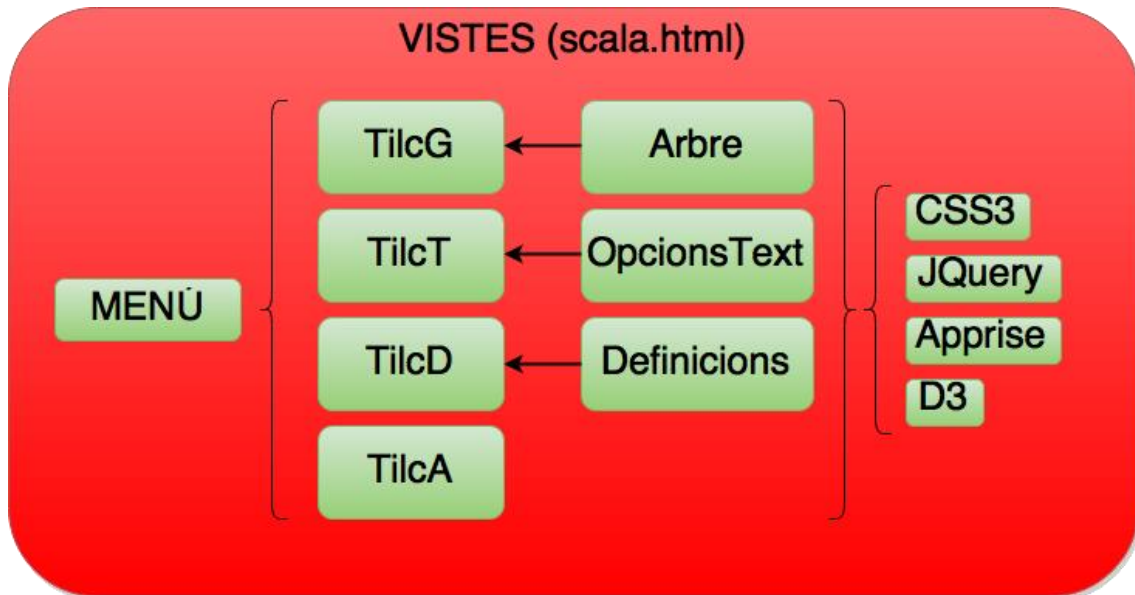 VISTES (scala.html)
MENÚ
TilcG
Arbre
TilcT
OpcionsText
TilcD
Definicions
TilcA
CSS3
JQuery
Apprise
D3